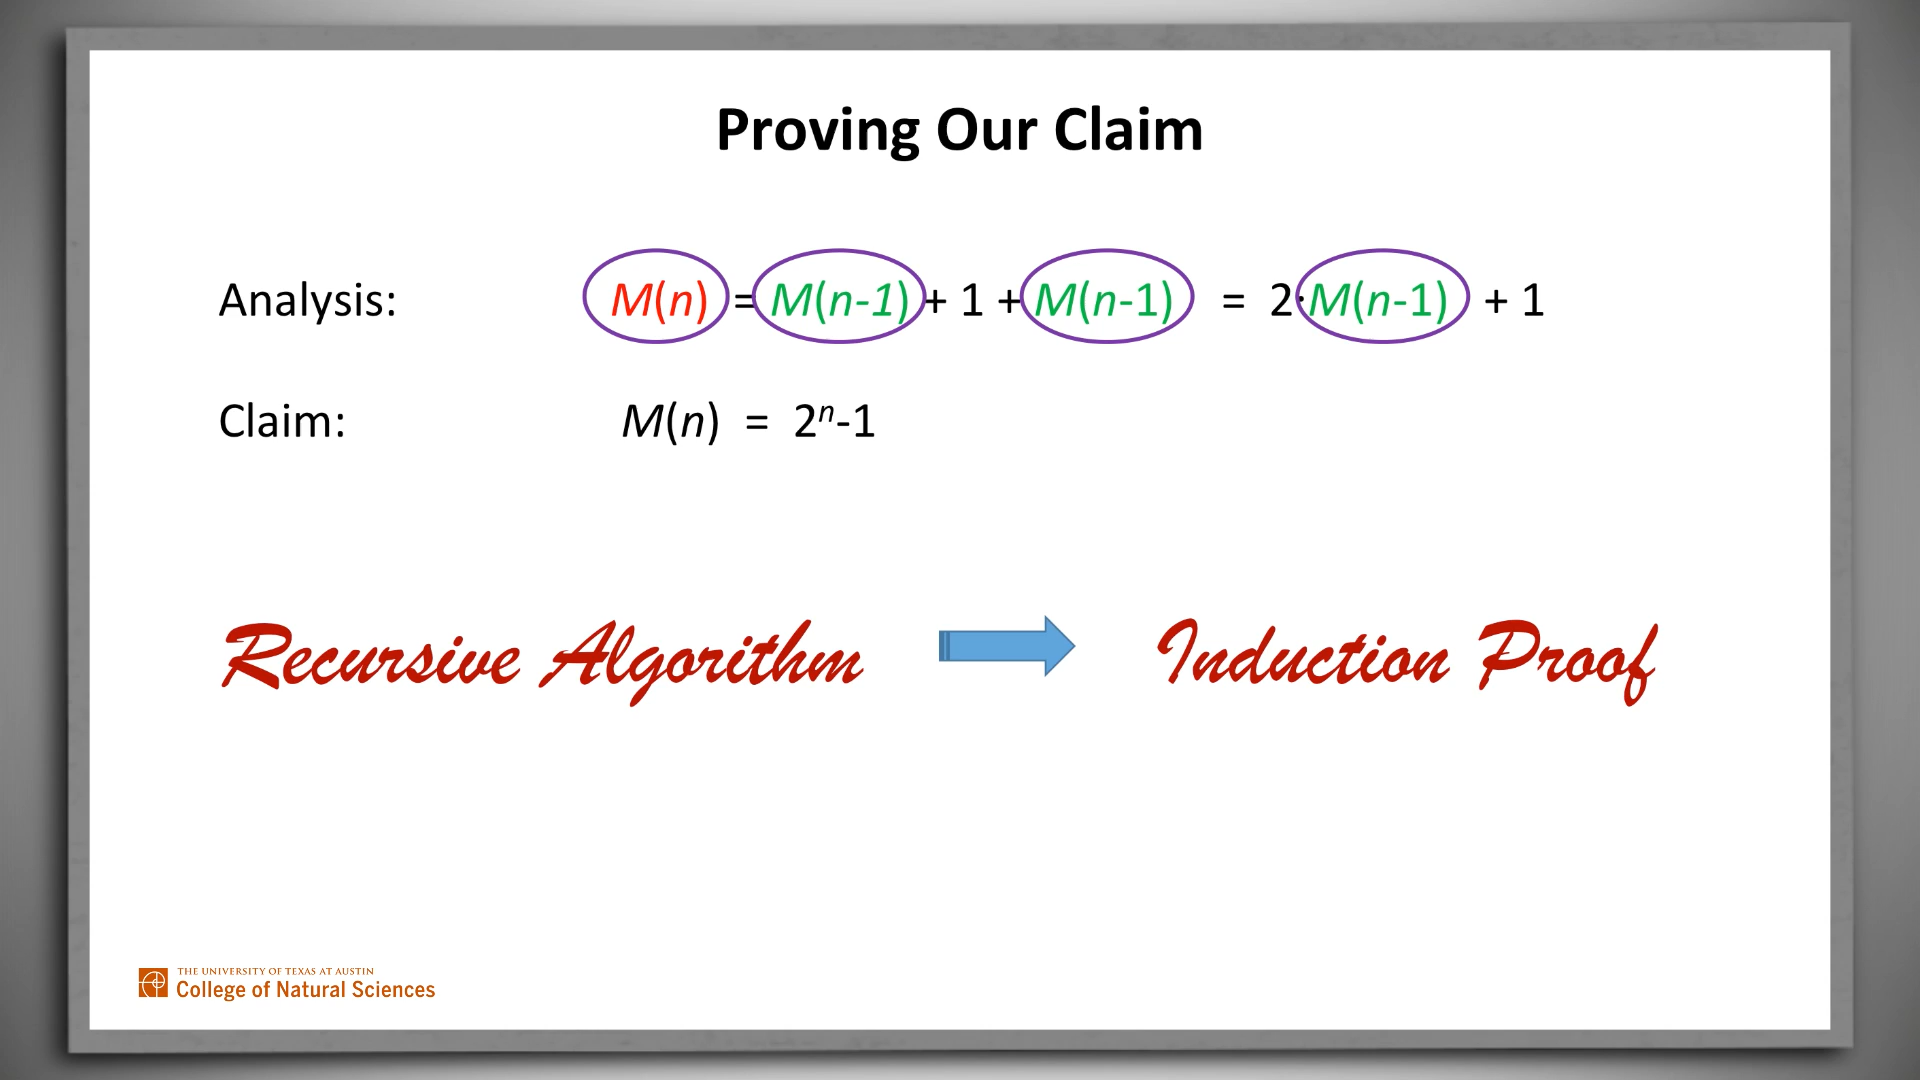 Proving Our Claim
Analysis: M(n) = M(n-1) + 1 + M(n-1) = 2·M(n-1) + 1
Claim: M(n) = 2ⁿ-1
Recursive Algorithm Induction Proof
THE UNIVERSITY OF TEXAS AT AUSTIN
College of Natural Sciences